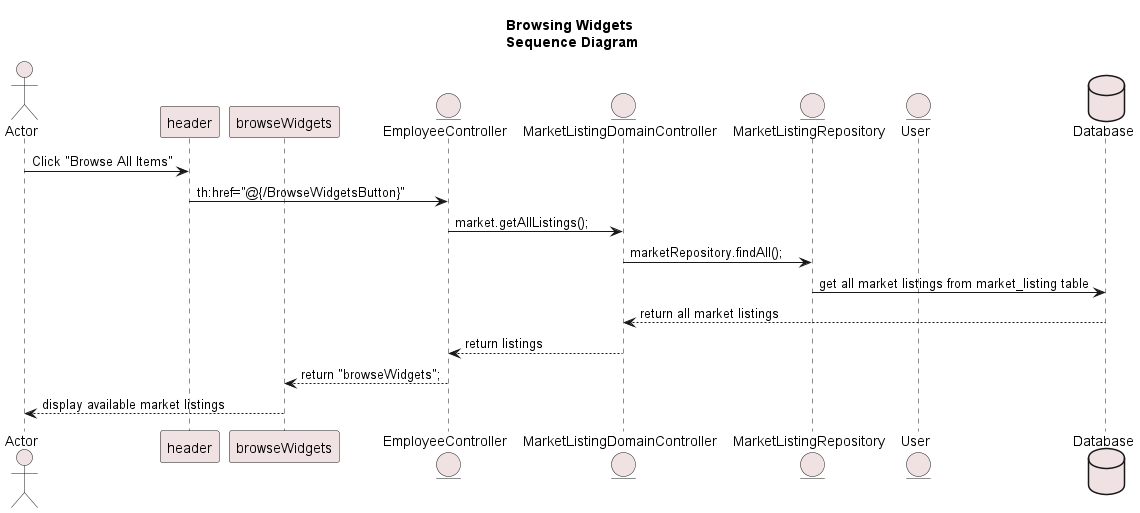 Browsing Widgets
Sequence Diagram
Actor
header
browseWidgets
EmployeeController
MarketListingDomainController
MarketListingRepository
User
Database
Click "Browse All Items"
th:href="@{/BrowseWidgetsButton}"
market.getAllListings();
marketRepository.findAll();
get all market listings from market_listing table
return all market listings
return listings
return "browseWidgets";
display available market listings
Actor
header
browseWidgets
EmployeeController
MarketListingDomainController
MarketListingRepository
User
Database